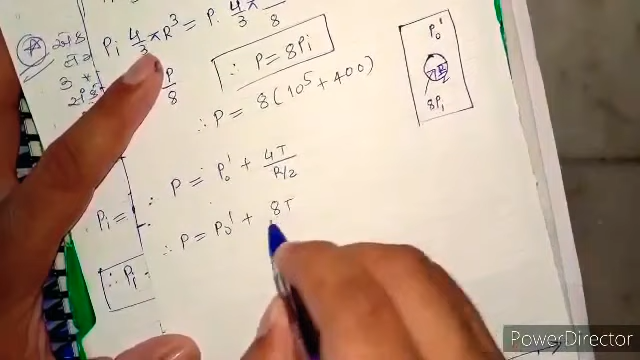 Pi 4/3 πR³ = P. 4/3 π /8
P/8
∴ P = 8Pi
∴ P = 8(10⁵ + 400)
P₀'
8Pi
∴ P = P₀' + 4T/(R/2)
Pi =
∴ P = P₀' + 8T
∴ Pi
PowerDirector